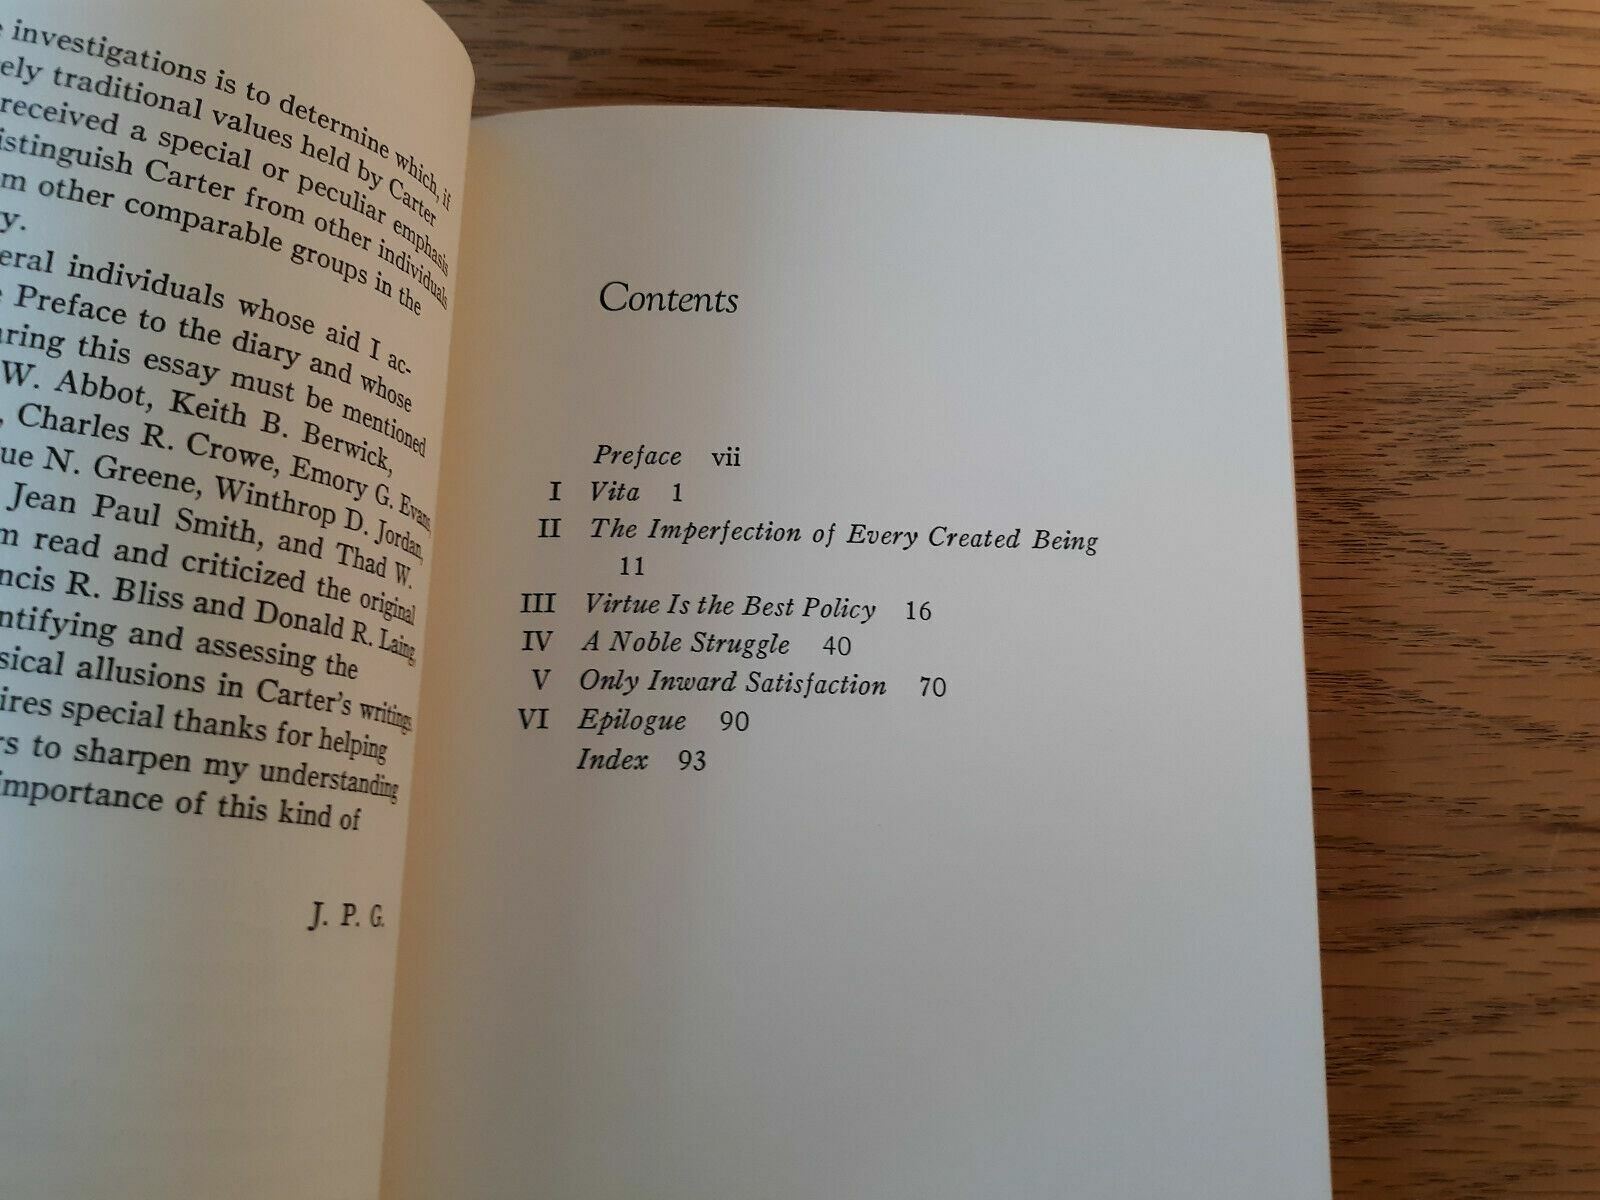 investigations is to determine which, if
ely traditional values held by Carter
received a special or peculiar emphasis
istinguish Carter from other individuals
m other comparable groups in the
y.
eral individuals whose aid I ac-
Preface to the diary and whose
aring this essay must be mentioned
W. Abbot, Keith B. Berwick,
, Charles R. Crowe, Emory G. Evans,
ue N. Greene, Winthrop D. Jordan,
Jean Paul Smith, and Thad W.
m read and criticized the original
ncis R. Bliss and Donald R. Laing,
ntifying and assessing the
sical allusions in Carter's writings
ires special thanks for helping
rs to sharpen my understanding
importance of this kind of
J. P. G.
Contents
Preface vii
I Vita 1
II The Imperfection of Every Created Being
11
III Virtue Is the Best Policy 16
IV A Noble Struggle 40
V Only Inward Satisfaction 70
VI Epilogue 90
Index 93